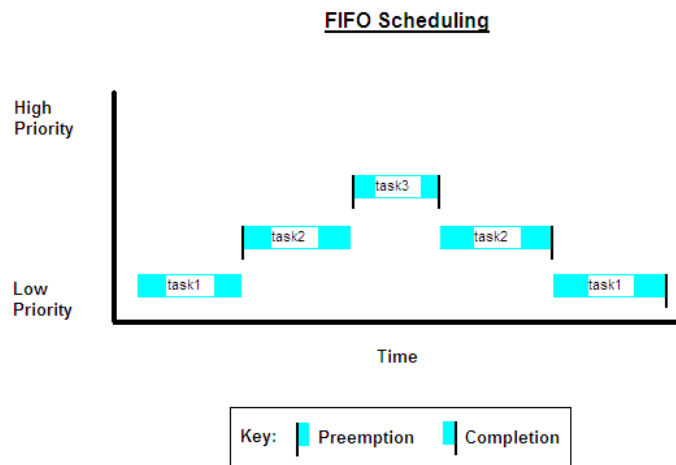 FIFO Scheduling
High
Priority
task3
task2
task2
task1
task1
Low
Priority
Time
Key:
Preemption
Completion